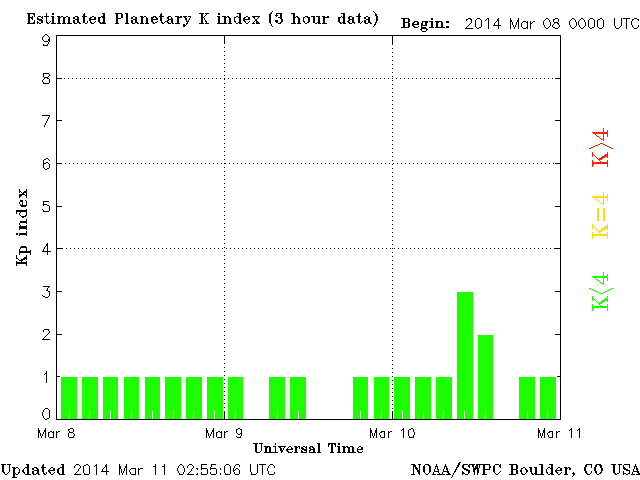 Estimated Planetary K index (3 hour data) Begin: 2014 Mar 08 0000 UTC
9
8
7
6
5
4
3
2
1
0
Kp index
K>4
K=4
K<4
Mar 8 Mar 9 Mar 10 Mar 11
Universal Time
Updated 2014 Mar 11 02:55:06 UTC NOAA/SWPC Boulder, CO USA